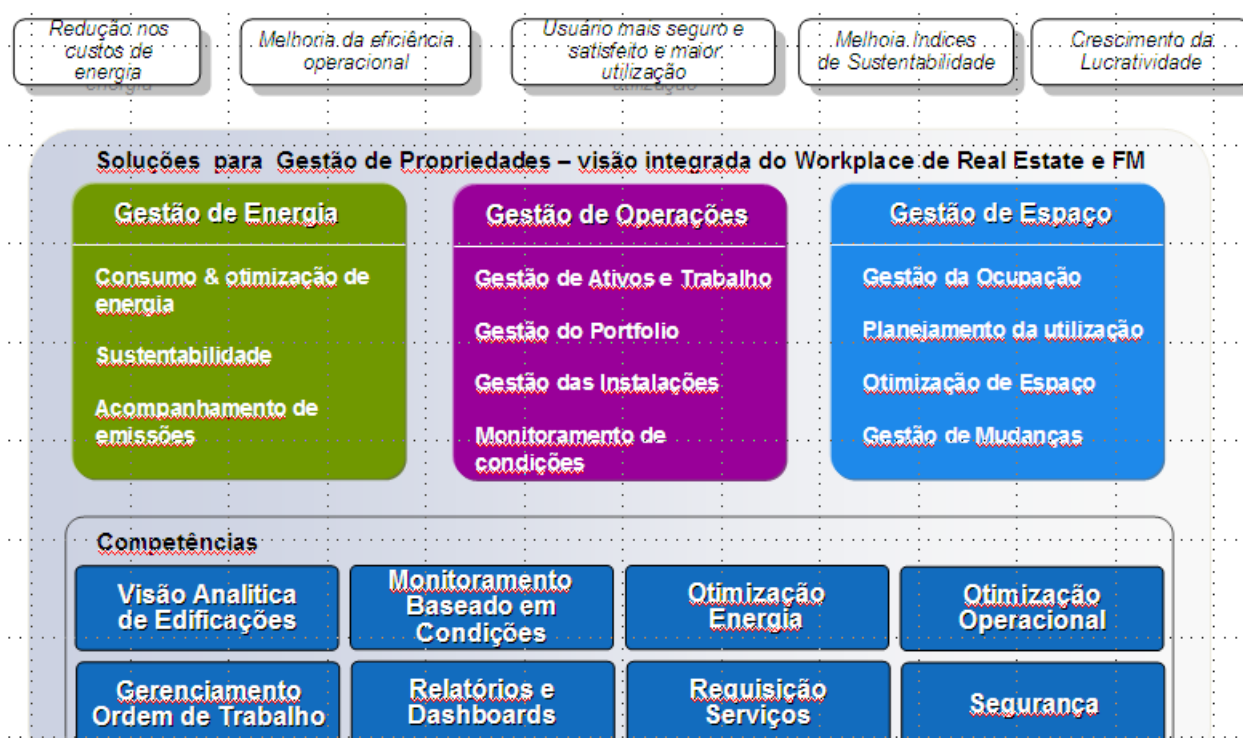 Redução nos
custos de
energia
Melhoria da eficiência
operacional
Usuário mais seguro e
satisfeito e maior
utilização
Melhoia Indices
de Sustentabilidade
Crescimento da
Lucratividade
Soluções para Gestão de Propriedades – visão integrada do Workplace de Real Estate e FM
Gestão de Energia
Consumo & otimização de
energia
Sustentabilidade
Acompanhamento de
emissões
Gestão de Operações
Gestão de Ativos e Trabalho
Gestão do Portfolio
Gestão das Instalações
Monitoramento de
condições
Gestão de Espaço
Gestão da Ocupação
Planejamento da utilização
Otimização de Espaço
Gestão de Mudanças
Competências
Visão Analítica
de Edificações
Monitoramento
Baseado em
Condições
Otimização
Energia
Otimização
Operacional
Gerenciamento
Ordem de Trabalho
Relatórios e
Dashboards
Requisição
Serviços
Segurança